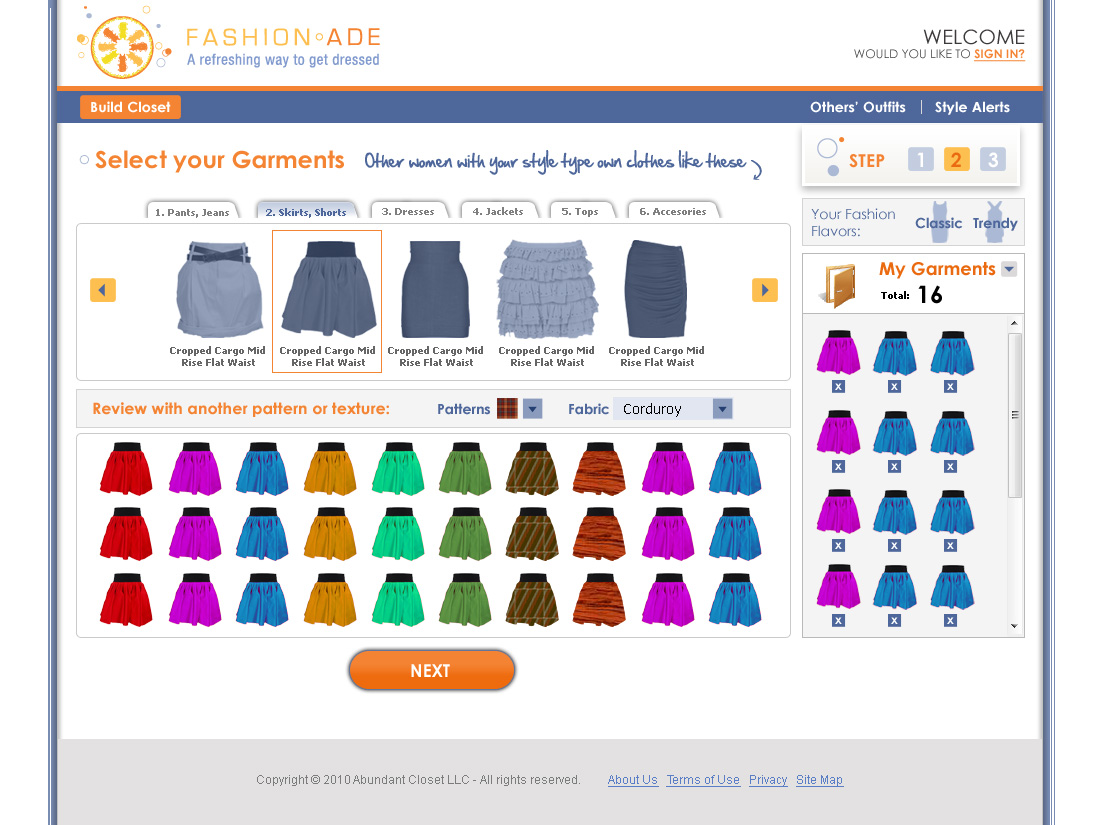 FASHION ADE
A refreshing way to get dressed
WELCOME
WOULD YOU LIKE TO SIGN IN?
Build Closet
Others' Outfits
Style Alerts
Select your Garments
Other women with your style type own clothes like these
STEP 1 2 3
1. Pants, Jeans
2. Skirts, Shorts
3. Dresses
4. Jackets
5. Tops
6. Accesories
Your Fashion
Flavors:
Classic
Trendy
My Garments
Total: 16
Cropped Cargo Mid
Rise Flat Waist
Cropped Cargo Mid
Rise Flat Waist
Cropped Cargo Mid
Rise Flat Waist
Cropped Cargo Mid
Rise Flat Waist
Cropped Cargo Mid
Rise Flat Waist
Review with another pattern or texture:
Patterns
Fabric
Corduroy
x x x
x x x
x x x
x x x
NEXT
Copyright © 2010 Abundant Closet LLC - All rights reserved.
About Us
Terms of Use
Privacy
Site Map